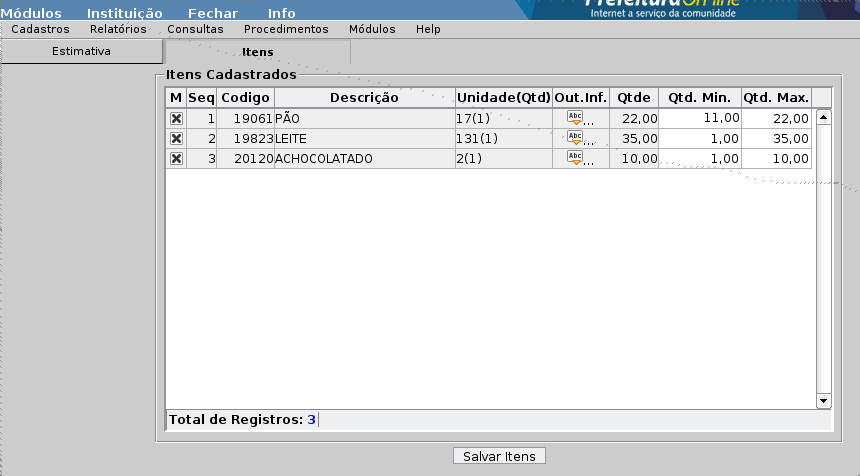 PrefeituraOnLine
Internet a serviço da comunidade
Módulos Instituição Fechar Info
Cadastros Relatórios Consultas Procedimentos Módulos Help
Estimativa Itens
Itens Cadastrados
M Seq Codigo Descrição Unidade(Qtd) Out.Inf. Qtde Qtd. Min. Qtd. Max.
1 19061 PÃO 17(1) Abc ... 22,00 11,00 22,00
2 19823 LEITE 131(1) Abc ... 35,00 1,00 35,00
3 20120 ACHOCOLATADO 2(1) Abc ... 10,00 1,00 10,00
Total de Registros: 3
Salvar Itens